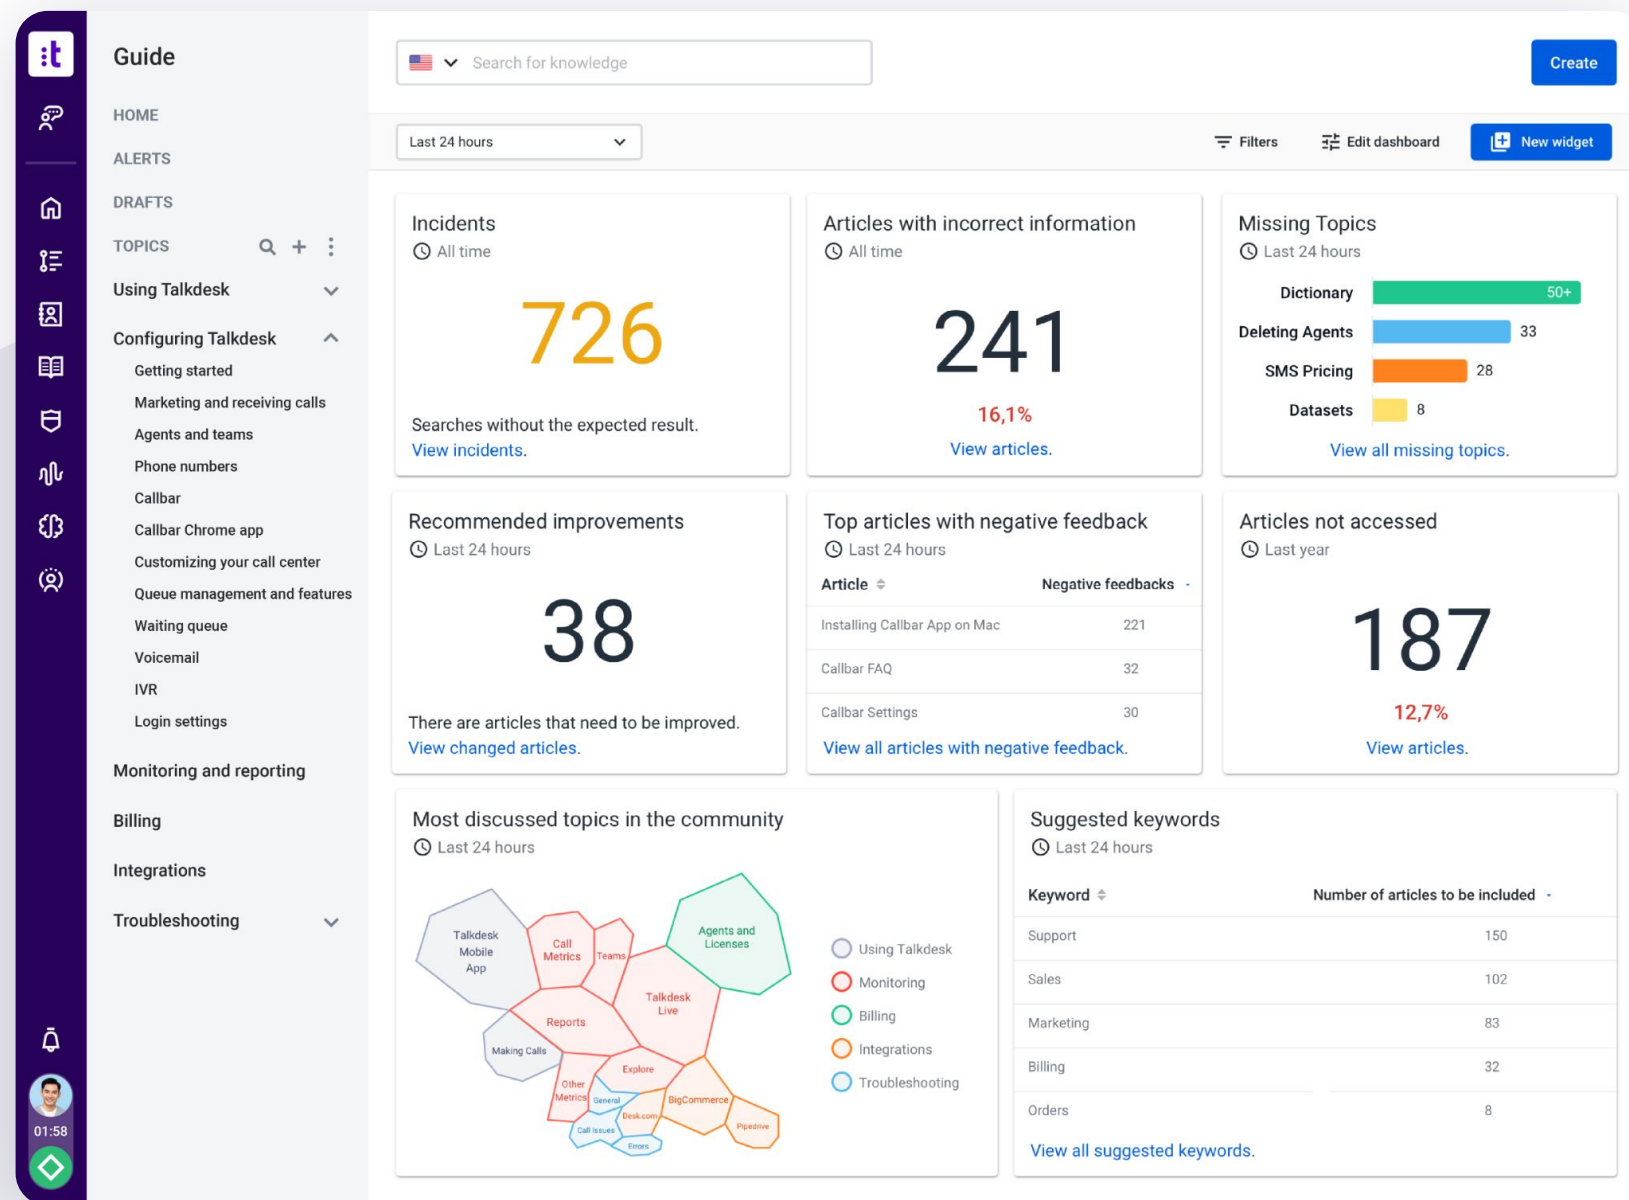 :t
Guide
HOME
ALERTS
DRAFTS
TOPICS
Using Talkdesk
Configuring Talkdesk
Getting started
Marketing and receiving calls
Agents and teams
Phone numbers
Callbar
Callbar Chrome app
Customizing your call center
Queue management and features
Waiting queue
Voicemail
IVR
Login settings
Monitoring and reporting
Billing
Integrations
Troubleshooting
01:58
Search for knowledge
Create
Last 24 hours
Filters
Edit dashboard
New widget
Incidents
All time
726
Searches without the expected result.
View incidents.
Articles with incorrect information
All time
241
16,1%
View articles.
Missing Topics
Last 24 hours
Dictionary 50+
Deleting Agents 33
SMS Pricing 28
Datasets 8
View all missing topics.
Recommended improvements
Last 24 hours
38
There are articles that need to be improved.
View changed articles.
Top articles with negative feedback
Last 24 hours
Article Negative feedbacks
Installing Callbar App on Mac 221
Callbar FAQ 32
Callbar Settings 30
View all articles with negative feedback.
Articles not accessed
Last year
187
12,7%
View articles.
Most discussed topics in the community
Last 24 hours
Talkdesk
Mobile
App
Call
Metrics
Teams
Agents and
Licenses
Talkdesk
Live
Reports
Making Calls
Explore
Other
Metrics
General
BigCommerce
Desk.com
Pipedrive
Call Issues
Errors
Using Talkdesk
Monitoring
Billing
Integrations
Troubleshooting
Suggested keywords
Last 24 hours
Keyword Number of articles to be included
Support 150
Sales 102
Marketing 83
Billing 32
Orders 8
View all suggested keywords.